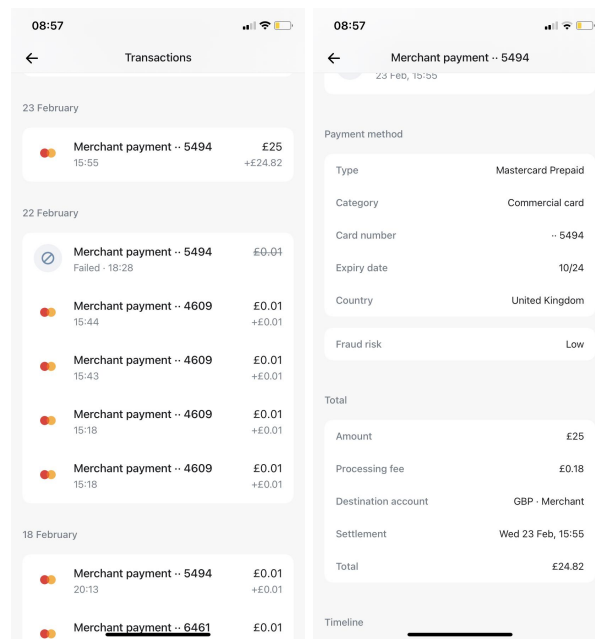 08:57
Transactions
23 February
Merchant payment ·· 5494 £25
15:55 +£24.82
22 February
Merchant payment ·· 5494 £0.01
Failed · 18:28
Merchant payment ·· 4609 £0.01
15:44 +£0.01
Merchant payment ·· 4609 £0.01
15:43 +£0.01
Merchant payment ·· 4609 £0.01
15:18 +£0.01
Merchant payment ·· 4609 £0.01
15:18 +£0.01
18 February
Merchant payment ·· 5494 £0.01
20:13 +£0.01
Merchant payment ·· 6461 £0.01
08:57
Merchant payment ·· 5494
23 Feb, 15:55
Payment method
Type Mastercard Prepaid
Category Commercial card
Card number ·· 5494
Expiry date 10/24
Country United Kingdom
Fraud risk Low
Total
Amount £25
Processing fee £0.18
Destination account GBP · Merchant
Settlement Wed 23 Feb, 15:55
Total £24.82
Timeline